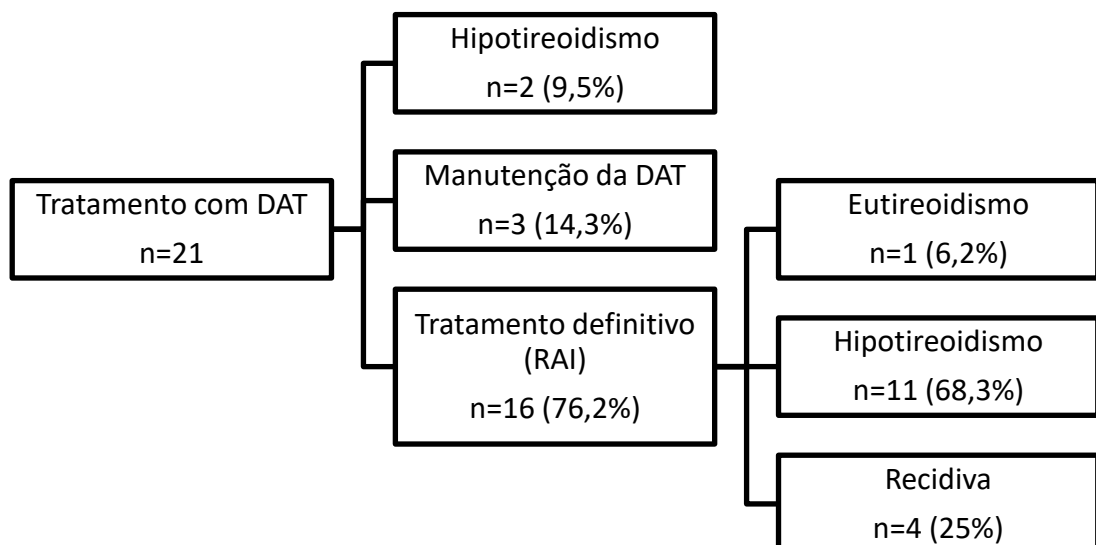 Tratamento com DAT
n=21
Hipotireoidismo
n=2 (9,5%)
Manutenção da DAT
n=3 (14,3%)
Tratamento definitivo
(RAI)
n=16 (76,2%)
Eutireoidismo
n=1 (6,2%)
Hipotireoidismo
n=11 (68,3%)
Recidiva
n=4 (25%)